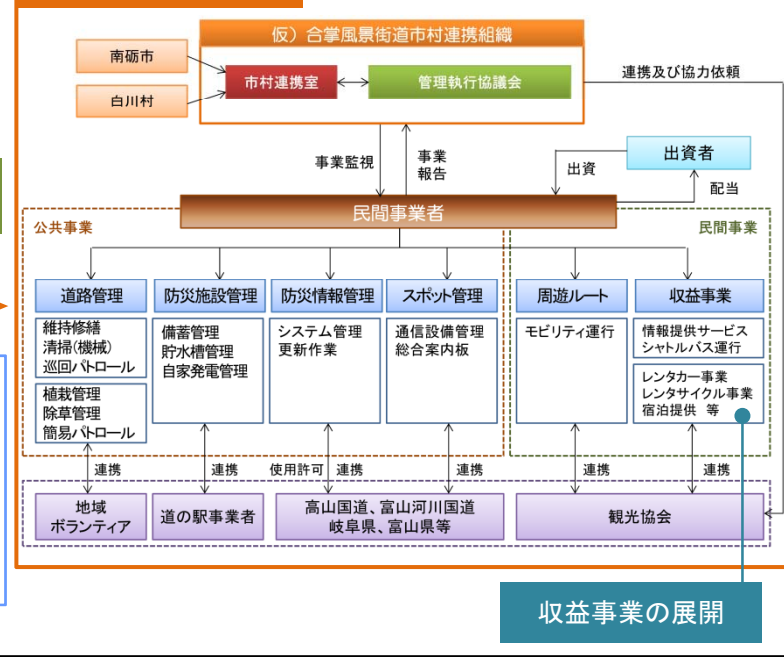 仮）合掌風景街道市村連携組織
南砺市
白川村
市村連携室
管理執行協議会
連携及び協力依頼
事業監視
事業
報告
出資者
出資
配当
民間事業者
公共事業
民間事業
道路管理
防災施設管理
防災情報管理
スポット管理
周遊ルート
収益事業
維持修繕
清掃(機械)
巡回パトロール
植栽管理
除草管理
簡易パトロール
備蓄管理
貯水槽管理
自家発電管理
システム管理
更新作業
通信設備管理
総合案内板
モビリティ運行
情報提供サービス
シャトルバス運行
レンタカー事業
レンタサイクル事業
宿泊提供 等
連携
連携
使用許可
連携
連携
連携
連携
地域
ボランティア
道の駅事業者
高山国道、富山河川国道
岐阜県、富山県等
観光協会
収益事業の展開